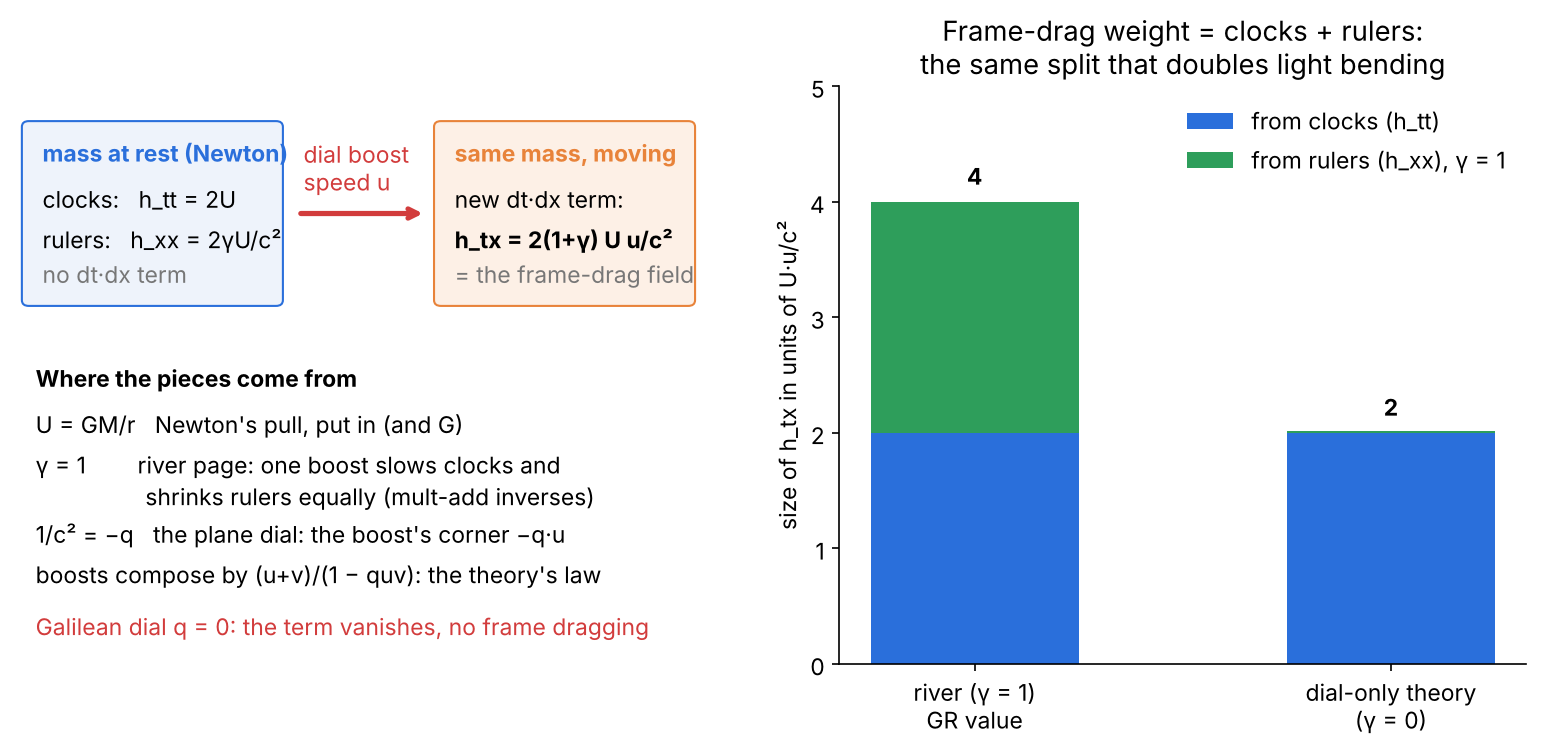 mass at rest (Newton)
clocks: h_tt = 2U
rulers: h_xx = 2γU/c²
no dt·dx term
dial boost
speed u
same mass, moving
new dt·dx term:
h_tx = 2(1+γ) U u/c²
= the frame-drag field
Where the pieces come from
U = GM/r Newton's pull, put in (and G)
γ = 1 river page: one boost slows clocks and
shrinks rulers equally (mult-add inverses)
1/c² = −q the plane dial: the boost's corner −q·u
boosts compose by (u+v)/(1 − quv): the theory's law
Galilean dial q = 0: the term vanishes, no frame dragging
Frame-drag weight = clocks + rulers:
the same split that doubles light bending
size of h_tx in units of U·u/c²
5
4
3
2
1
0
from clocks (h_tt)
from rulers (h_xx), γ = 1
4
2
river (γ = 1)
GR value
dial-only theory
(γ = 0)